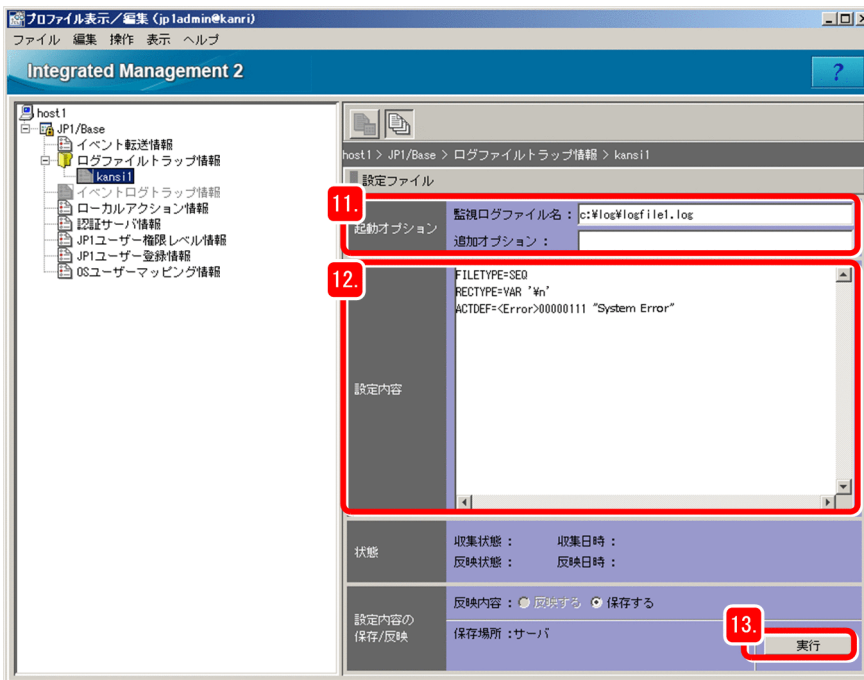 プロファイル表示／編集（jp1admin@kanri）
ファイル 編集 操作 表示 ヘルプ
Integrated Management 2
?
host1
JP1/Base
イベント転送情報
ログファイルトラップ情報
kansi1
イベントログトラップ情報
ローカルアクション情報
認証サーバ情報
JP1ユーザー権限レベル情報
JP1ユーザー登録情報
OSユーザーマッピング情報
host1 > JP1/Base > ログファイルトラップ情報 > kansi1
設定ファイル
11.
起動オプション
監視ログファイル名： c:¥log¥logfile1.log
追加オプション：
12.
設定内容
FILETYPE=SEQ
RECTYPE=VAR '¥n'
ACTDEF=<Error>00000111 "System Error"
状態
収集状態： 収集日時：
反映状態： 反映日時：
設定内容の
保存/反映
反映内容： 反映する 保存する
保存場所：サーバ
13.
実行